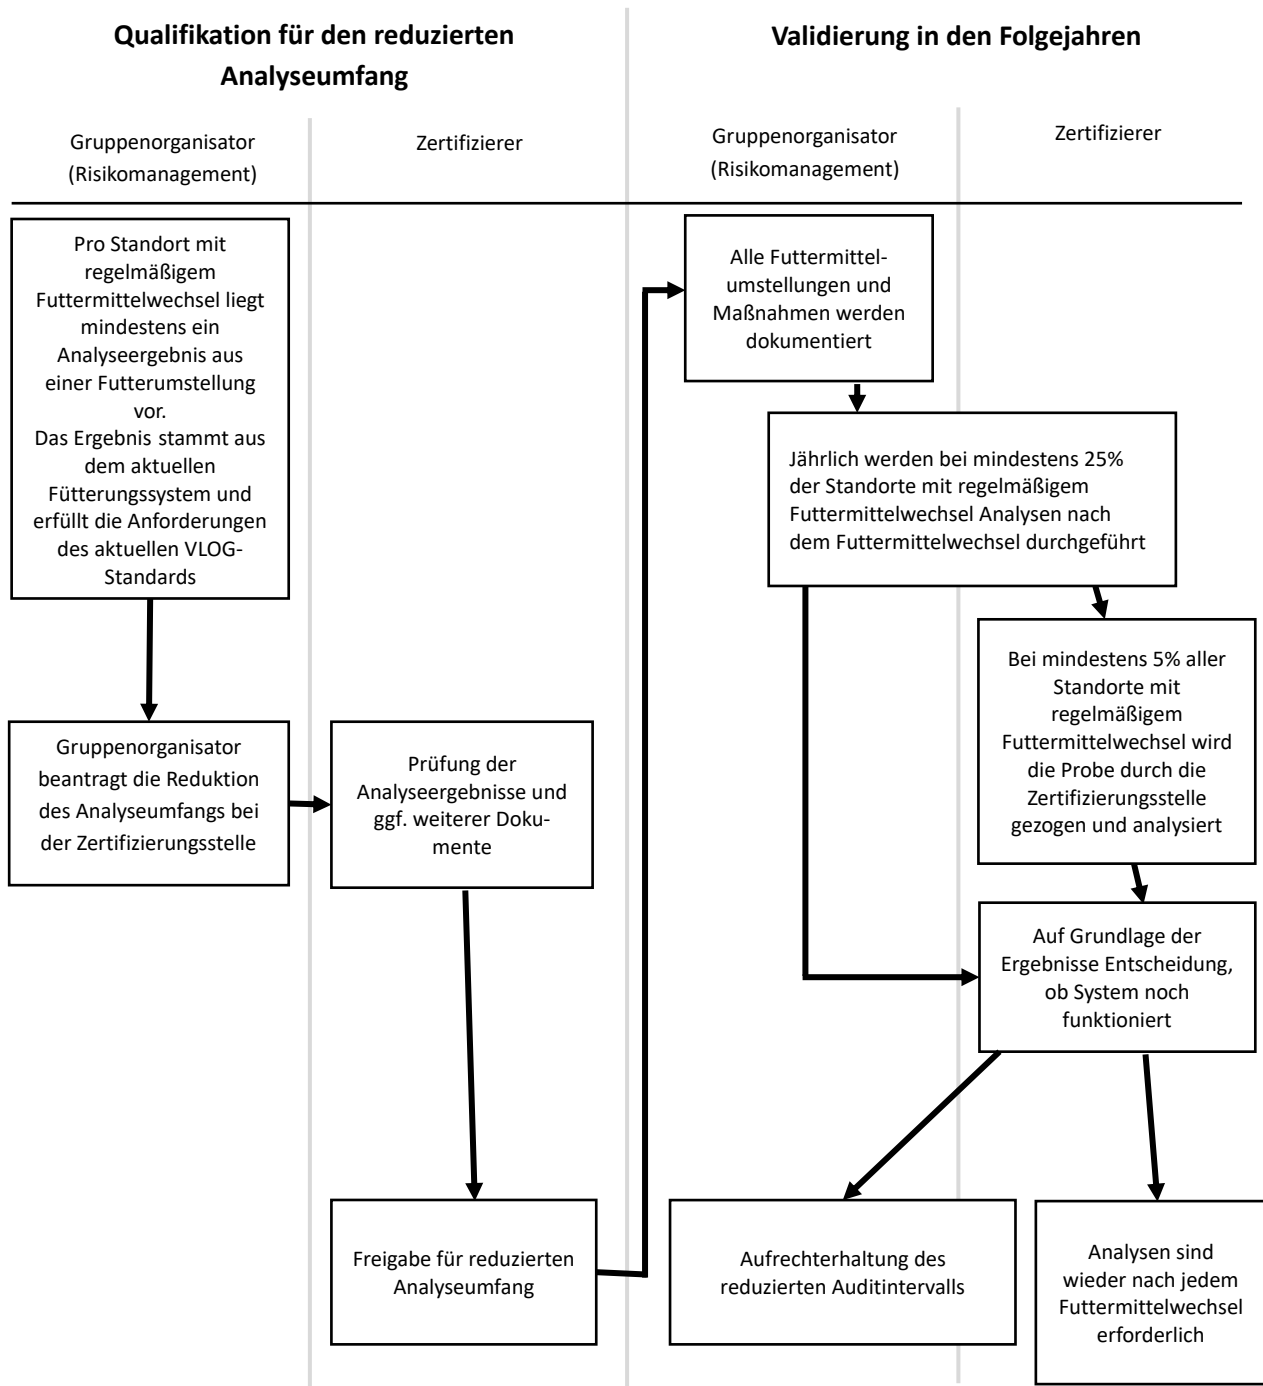 Qualifikation für den reduzierten
Analyseumfang
Validierung in den Folgejahren
Gruppenorganisator
(Risikomanagement)
Zertifizierer
Gruppenorganisator
(Risikomanagement)
Zertifizierer
Pro Standort mit
regelmäßigem
Futtermittelwechsel liegt
mindestens ein
Analyseergebnis aus
einer Futterumstellung
vor.
Das Ergebnis stammt aus
dem aktuellen
Fütterungssystem und
erfüllt die Anforderungen
des aktuellen VLOG-
Standards
Gruppenorganisator
beantragt die Reduktion
des Analyseumfangs bei
der Zertifizierungsstelle
Prüfung der
Analyseergebnisse und
ggf. weiterer Doku-
mente
Freigabe für reduzierten
Analyseumfang
Alle Futtermittel-
umstellungen und
Maßnahmen werden
dokumentiert
Jährlich werden bei mindestens 25%
der Standorte mit regelmäßigem
Futtermittelwechsel Analysen nach
dem Futtermittelwechsel durchgeführt
Bei mindestens 5% aller
Standorte mit
regelmäßigem
Futtermittelwechsel wird
die Probe durch die
Zertifizierungsstelle
gezogen und analysiert
Auf Grundlage der
Ergebnisse Entscheidung,
ob System noch
funktioniert
Aufrechterhaltung des
reduzierten Auditintervalls
Analysen sind
wieder nach jedem
Futtermittelwechsel
erforderlich